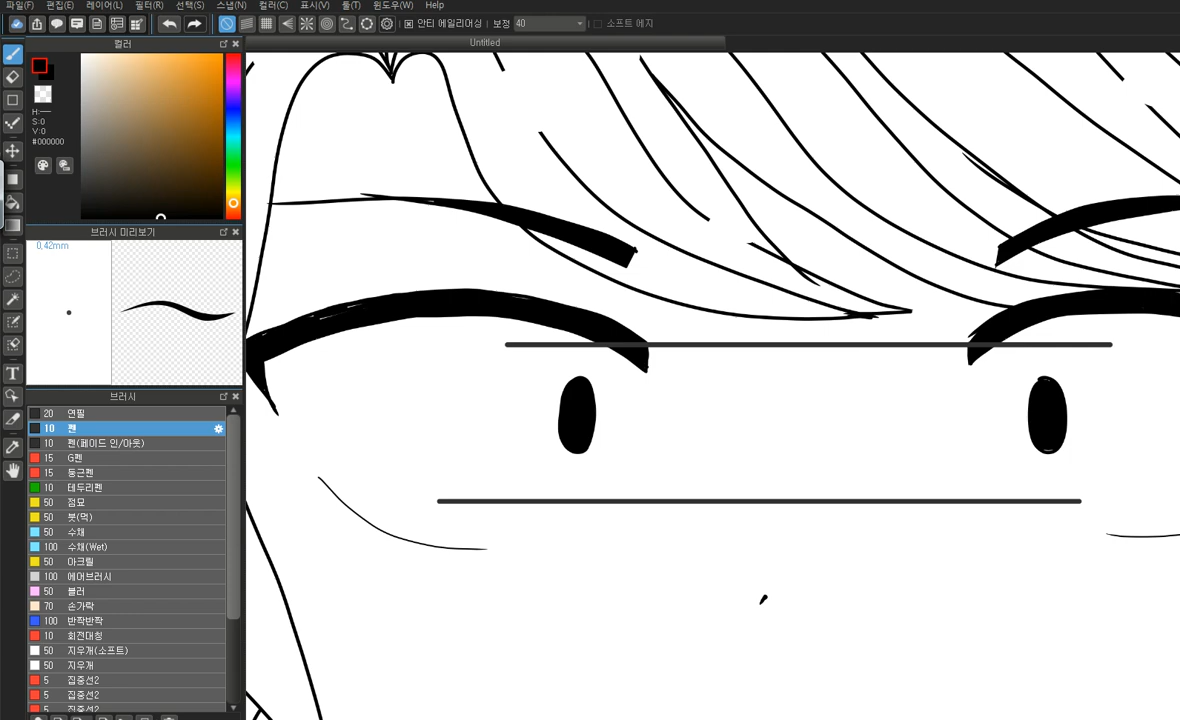 파일(F) 편집(E) 레이어(L) 필터(R) 선택(S) 스냅(N) 컬러(C) 표시(V) 툴(T) 윈도우(W) Help
안티 에일리어싱 보정 40 소프트 에지
컬러
Untitled
H:---
S:0
V:0
#000000
브러시 미리보기
0.42mm
브러시
20 연필
10 펜
10 펜(페이드 인/아웃)
15 G펜
15 둥근펜
10 테두리펜
50 점묘
50 붓(먹)
50 수채
100 수채(Wet)
50 아크릴
100 에어브러시
50 블러
70 손가락
100 반짝반짝
10 회전대칭
50 지우개(소프트)
50 지우개
5 집중선2
5 집중선2
5 집중선2